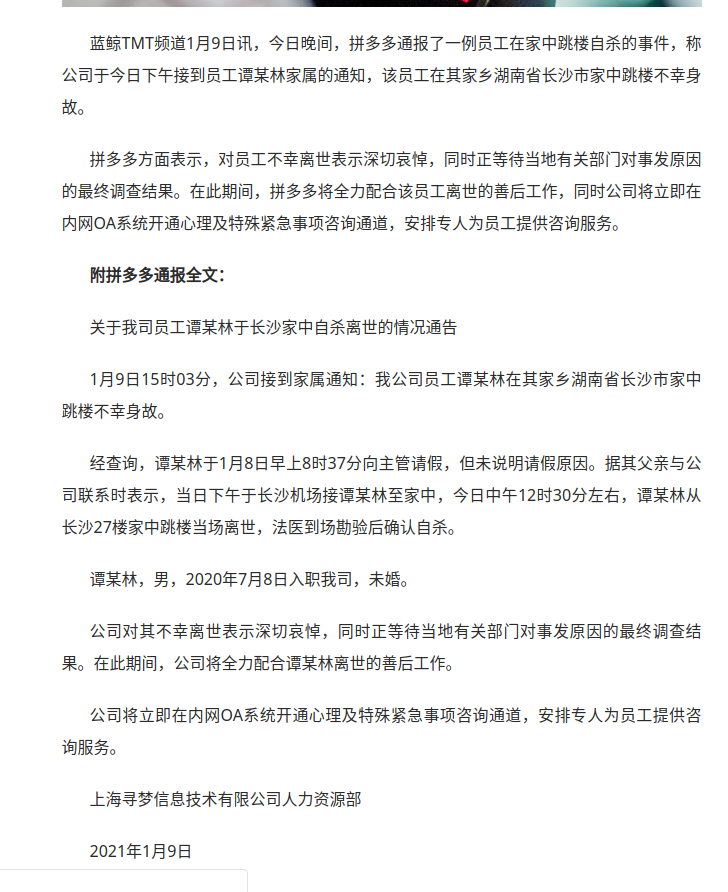 蓝鲸TMT频道1月9日讯，今日晚间，拼多多通报了一例员工在家中跳楼自杀的事件，称
公司于今日下午接到员工谭某林家属的通知，该员工在其家乡湖南省长沙市家中跳楼不幸身
故。
拼多多方面表示，对员工不幸离世表示深切哀悼，同时正等待当地有关部门对事发原因
的最终调查结果。在此期间，拼多多将全力配合该员工离世的善后工作，同时公司将立即在
内网OA系统开通心理及特殊紧急事项咨询通道，安排专人为员工提供咨询服务。
附拼多多通报全文：
关于我司员工谭某林于长沙家中自杀离世的情况通告
1月9日15时03分，公司接到家属通知：我公司员工谭某林在其家乡湖南省长沙市家中
跳楼不幸身故。
经查询，谭某林于1月8日早上8时37分向主管请假，但未说明请假原因。据其父亲与公
司联系时表示，当日下午于长沙机场接谭某林至家中，今日中午12时30分左右，谭某林从
长沙27楼家中跳楼当场离世，法医到场勘验后确认自杀。
谭某林，男，2020年7月8日入职我司，未婚。
公司对其不幸离世表示深切哀悼，同时正等待当地有关部门对事发原因的最终调查结
果。在此期间，公司将全力配合谭某林离世的善后工作。
公司将立即在内网OA系统开通心理及特殊紧急事项咨询通道，安排专人为员工提供咨
询服务。
上海寻梦信息技术有限公司人力资源部
2021年1月9日